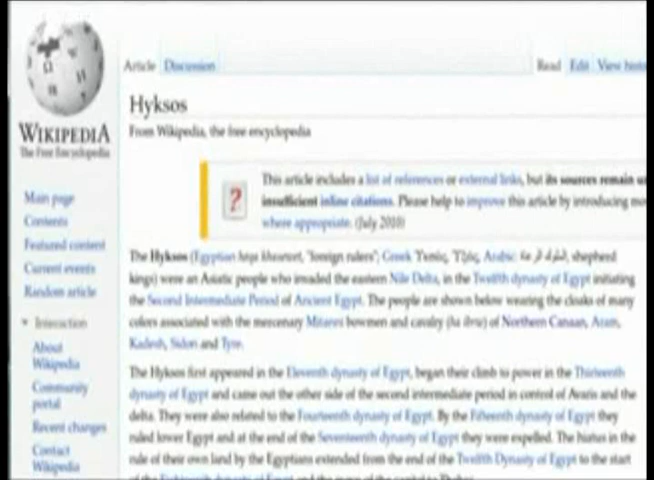 Article Discussion Read Edit View
Hyksos
From Wikipedia, the free encyclopedia
WIKIPEDIA
The Free Encyclopedia
This article includes a list of references or external links, but its sources remain
insufficient inline citations. Please help to improve this article by introducing
where appropriate. (July 2010)
Main page
Contents
Featured content
Current events
Random article
Interaction
About
Wikipedia
Community
portal
Recent changes
Contact
Wikipedia
The Hyksos (Egyptian "foreign rulers"; Greek Arabic: shepherd
kings) were an Asiatic people who invaded the eastern Nile Delta, in the Twelfth dynasty of Egypt initiating
the Second Intermediate Period of Ancient Egypt. The people are shown below wearing the cloaks of many
colors associated with the mercenary Mitanni bowmen and cavalry of Northern Canaan, Aram,
Kadesh, Sidon and Tyre.
The Hyksos first appeared in the Eleventh dynasty of Egypt, began their climb to power in the Thirteenth
dynasty of Egypt and came out the other side of the second intermediate period in control of Avaris and the
delta. They were also related to the Fourteenth dynasty of Egypt. By the Fifteenth dynasty of Egypt they
ruled lower Egypt and at the end of the Seventeenth dynasty of Egypt they were expelled. The hiatus in the
rule of their own land by the Egyptians extended from the end of the Twelfth Dynasty of Egypt to the start